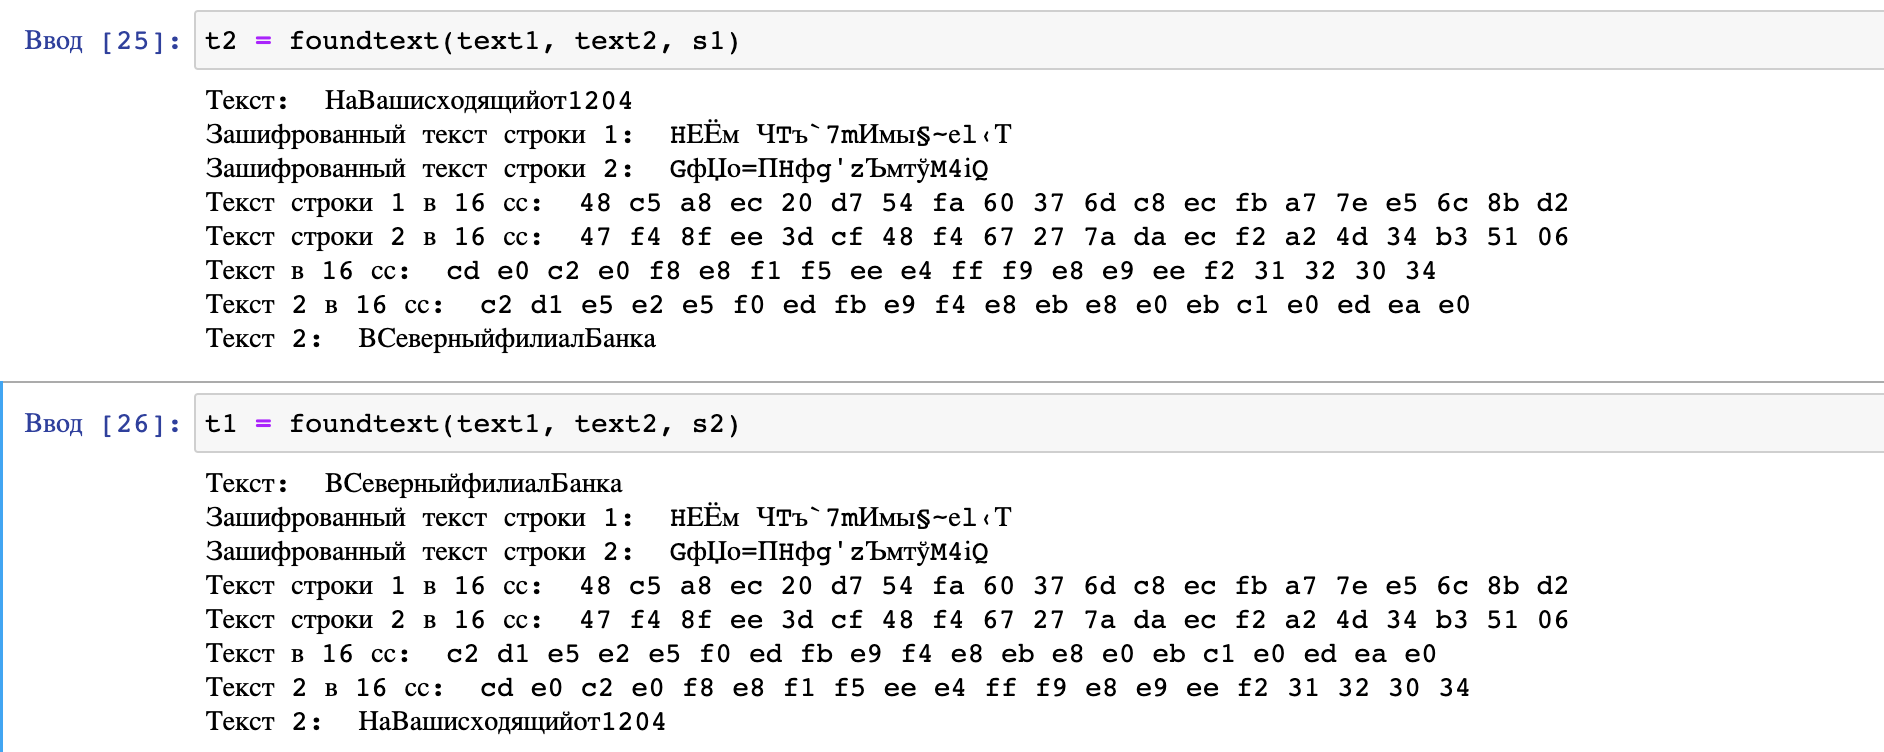 Ввод [25]: t2 = foundtext(text1, text2, s1)
Текст: НаВашисходящийот1204
Зашифрованный текст строки 1: HЕЁм ЧTъ`7mИмы§~еl‹Т
Зашифрованный текст строки 2: GфЏо=ПHфg'zЪмтўM4іQ
Текст строки 1 в 16 сс: 48 c5 a8 ec 20 d7 54 fa 60 37 6d c8 ec fb a7 7e e5 6c 8b d2
Текст строки 2 в 16 сс: 47 f4 8f ee 3d cf 48 f4 67 27 7a da ec f2 a2 4d 34 b3 51 06
Текст в 16 сс: cd e0 c2 e0 f8 e8 f1 f5 ee e4 ff f9 e8 e9 ee f2 31 32 30 34
Текст 2 в 16 сс: c2 d1 e5 e2 e5 f0 ed fb e9 f4 e8 eb e8 e0 eb c1 e0 ed ea e0
Текст 2: ВСеверныйфилиалБанка
Ввод [26]: t1 = foundtext(text1, text2, s2)
Текст: ВСеверныйфилиалБанка
Зашифрованный текст строки 1: HЕЁм ЧTъ`7mИмы§~еl‹Т
Зашифрованный текст строки 2: GфЏо=ПHфg'zЪмтўM4іQ
Текст строки 1 в 16 сс: 48 c5 a8 ec 20 d7 54 fa 60 37 6d c8 ec fb a7 7e e5 6c 8b d2
Текст строки 2 в 16 сс: 47 f4 8f ee 3d cf 48 f4 67 27 7a da ec f2 a2 4d 34 b3 51 06
Текст в 16 сс: c2 d1 e5 e2 e5 f0 ed fb e9 f4 e8 eb e8 e0 eb c1 e0 ed ea e0
Текст 2 в 16 сс: cd e0 c2 e0 f8 e8 f1 f5 ee e4 ff f9 e8 e9 ee f2 31 32 30 34
Текст 2: НаВашисходящийот1204